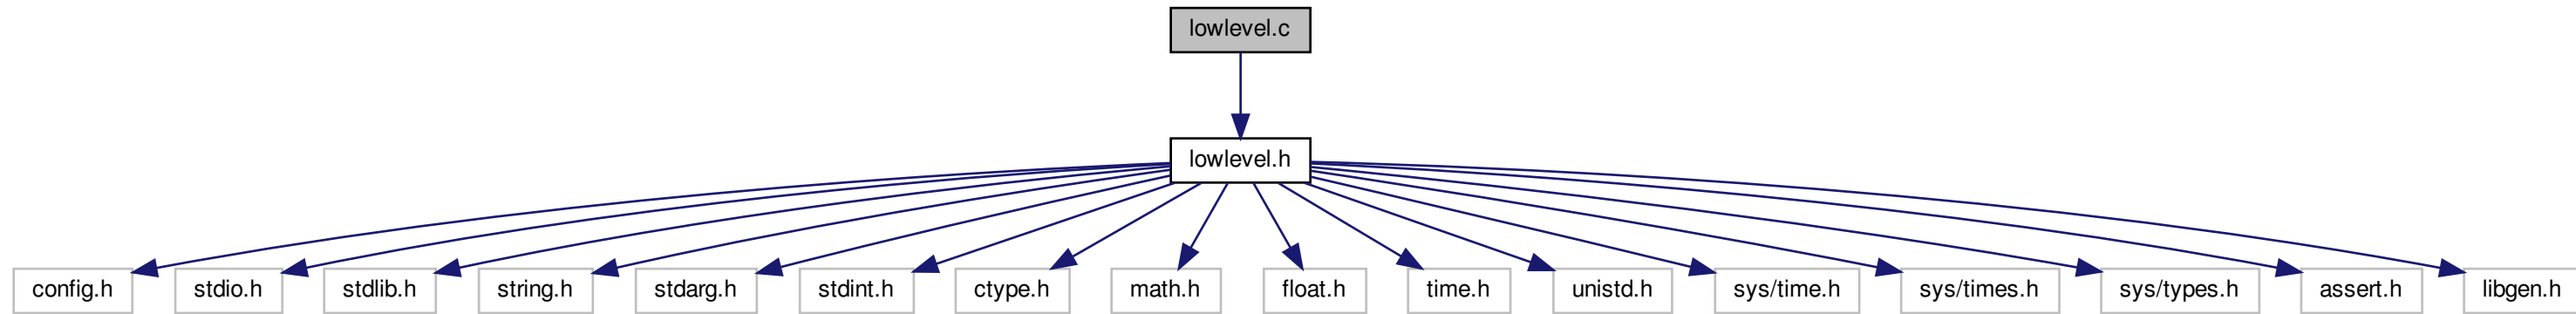 lowlevel.c
lowlevel.h
config.h stdio.h stdlib.h string.h stdarg.h stdint.h ctype.h math.h float.h time.h unistd.h sys/time.h sys/times.h sys/types.h assert.h libgen.h